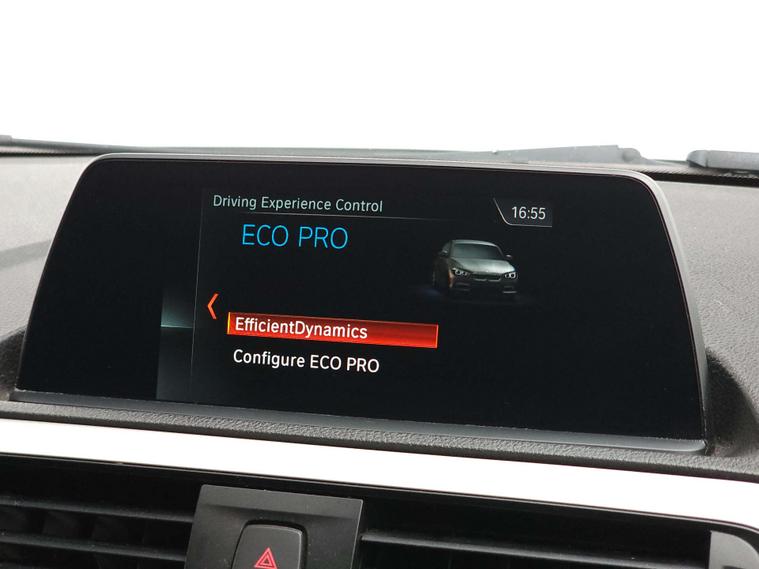 Driving Experience Control
16:55
ECO PRO
EfficientDynamics
Configure ECO PRO